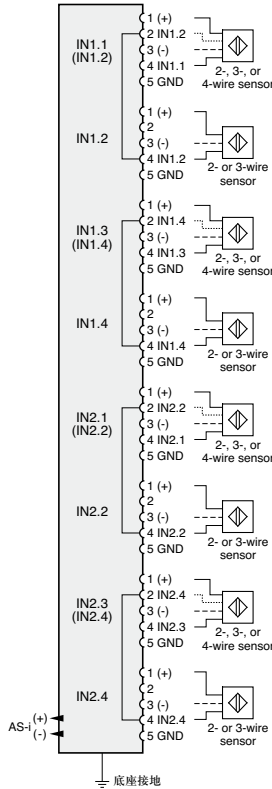 1 (+)
IN1.1
(IN1.2)
2 IN1.2
3 (-)
4 IN1.1
5 GND
2-, 3-, or
4-wire sensor
1 (+)
2
IN1.2
3 (-)
4 IN1.2
5 GND
2- or 3-wire
sensor
1 (+)
IN1.3
(IN1.4)
2 IN1.4
3 (-)
4 IN1.3
5 GND
2-, 3-, or
4-wire sensor
1 (+)
2
IN1.4
3 (-)
4 IN1.4
5 GND
2- or 3-wire
sensor
1 (+)
IN2.1
(IN2.2)
2 IN2.2
3 (-)
4 IN2.1
5 GND
2-, 3-, or
4-wire sensor
1 (+)
2
IN2.2
3 (-)
4 IN2.2
5 GND
2- or 3-wire
sensor
1 (+)
IN2.3
(IN2.4)
2 IN2.4
3 (-)
4 IN2.3
5 GND
2-, 3-, or
4-wire sensor
1 (+)
2
IN2.4
3 (-)
4 IN2.4
5 GND
2- or 3-wire
sensor
AS-i (+)
(-)
底座接地